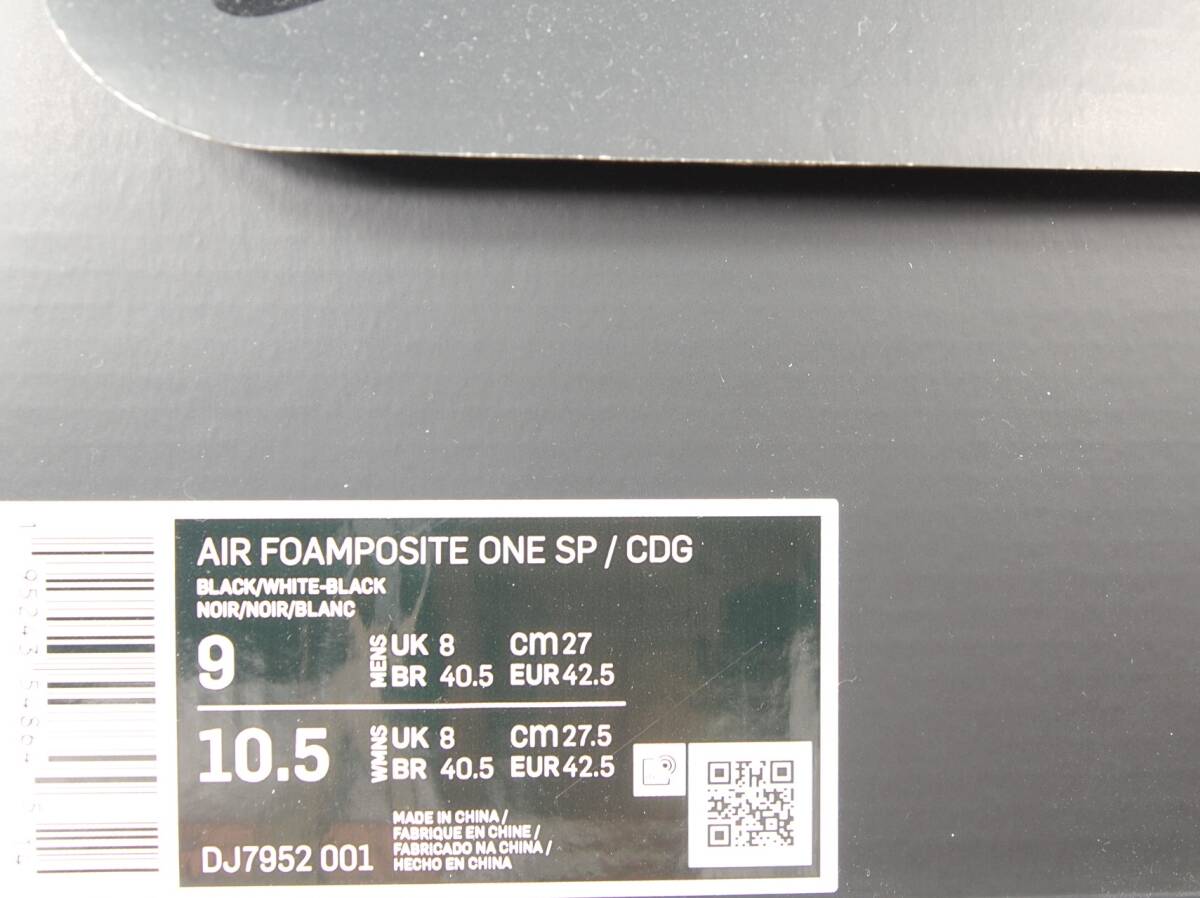 AIR FOAMPOSITE ONE SP / CDG
BLACK/WHITE-BLACK
NOIR/NOIR/BLANC
9 MENS UK 8 CM 27
BR 40.5 EUR 42.5
10.5 WMNS UK 8 CM 27.5
BR 40.5 EUR 42.5
MADE IN CHINA /
FABRIQUE EN CHINE /
FABRICADO NA CHINA /
HECHO EN CHINA
DJ7952 001